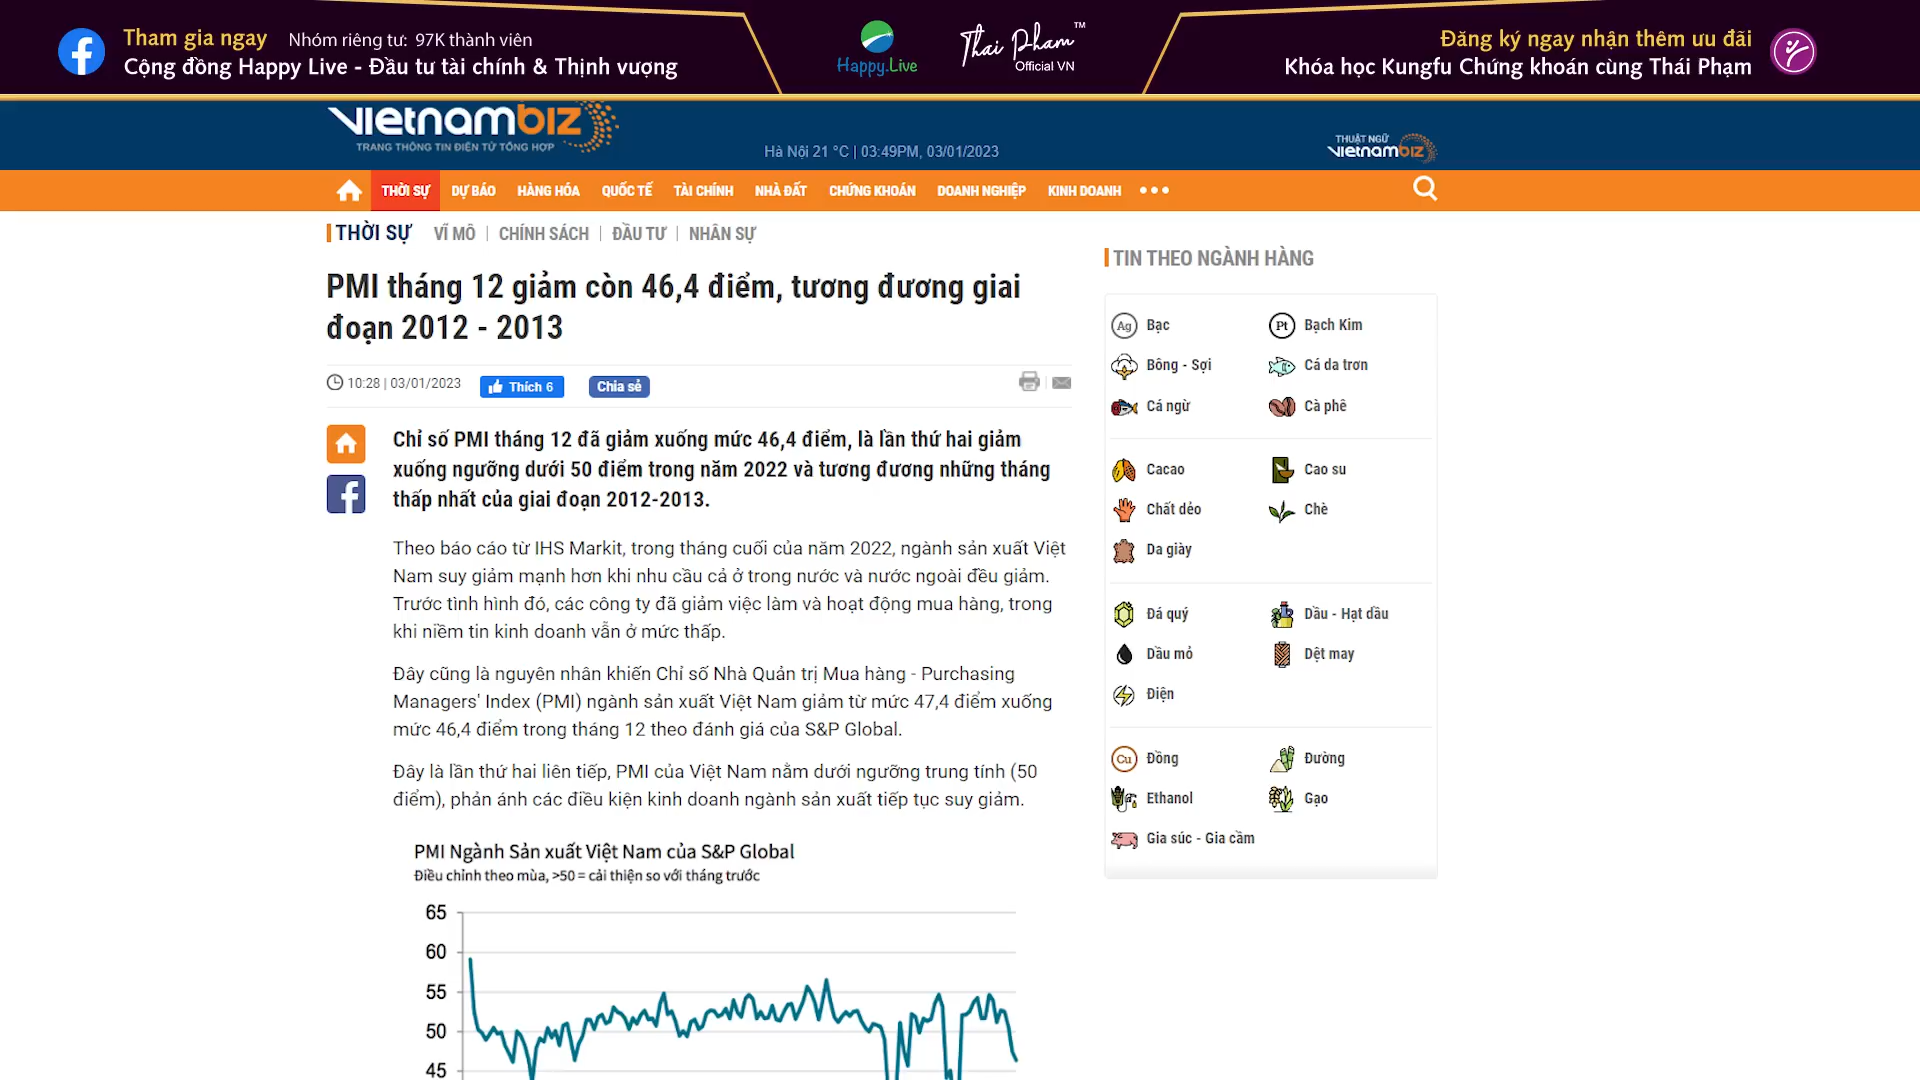 Tham gia ngay Nhóm riêng tư: 97K thành viên
Cộng đồng Happy Live - Đầu tư tài chính & Thịnh vượng
Happy.Live
Thai Pham™
Official VN
Đăng ký ngay nhận thêm ưu đãi
Khóa học Kungfu Chứng khoán cùng Thái Phạm
vietnambiz
TRANG THÔNG TIN ĐIỆN TỬ TỔNG HỢP
Hà Nội 21 °C | 03:49PM, 03/01/2023
THUẬT NGỮ
vietnambiz
THỜI SỰ DỰ BÁO HÀNG HÓA QUỐC TẾ TÀI CHÍNH NHÀ ĐẤT CHỨNG KHOÁN DOANH NGHIỆP KINH DOANH
THỜI SỰ VĨ MÔ | CHÍNH SÁCH | ĐẦU TƯ | NHÂN SỰ
PMI tháng 12 giảm còn 46,4 điểm, tương đương giai
đoạn 2012 - 2013
10:28 | 03/01/2023 Thích 6 Chia sẻ
Chỉ số PMI tháng 12 đã giảm xuống mức 46,4 điểm, là lần thứ hai giảm
xuống ngưỡng dưới 50 điểm trong năm 2022 và tương đương những tháng
thấp nhất của giai đoạn 2012-2013.
Theo báo cáo từ IHS Markit, trong tháng cuối của năm 2022, ngành sản xuất Việt
Nam suy giảm mạnh hơn khi nhu cầu cả ở trong nước và nước ngoài đều giảm.
Trước tình hình đó, các công ty đã giảm việc làm và hoạt động mua hàng, trong
khi niềm tin kinh doanh vẫn ở mức thấp.
Đây cũng là nguyên nhân khiến Chỉ số Nhà Quản trị Mua hàng - Purchasing
Managers' Index (PMI) ngành sản xuất Việt Nam giảm từ mức 47,4 điểm xuống
mức 46,4 điểm trong tháng 12 theo đánh giá của S&P Global.
Đây là lần thứ hai liên tiếp, PMI của Việt Nam nằm dưới ngưỡng trung tính (50
điểm), phản ánh các điều kiện kinh doanh ngành sản xuất tiếp tục suy giảm.
PMI Ngành Sản xuất Việt Nam của S&P Global
Điều chỉnh theo mùa, >50 = cải thiện so với tháng trước
65
60
55
50
45
TIN THEO NGÀNH HÀNG
Ag Bạc
Pt Bạch Kim
Bông - Sợi
Cá da trơn
Cá ngừ
Cà phê
Cacao
Cao su
Chất dẻo
Chè
Da giày
Đá quý
Dầu - Hạt dầu
Dầu mỏ
Dệt may
Điện
Cu Đồng
Đường
Ethanol
Gạo
Gia súc - Gia cầm